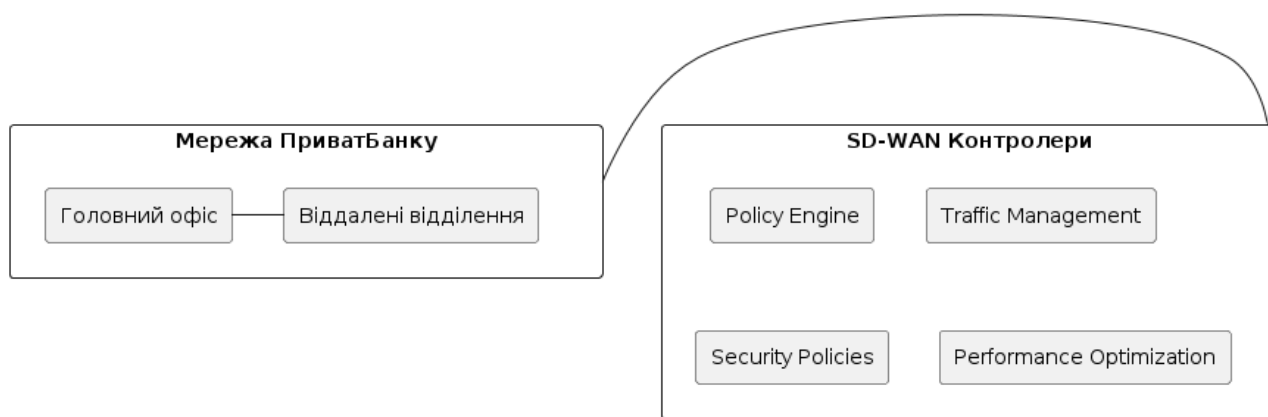 Мережа ПриватБанку
Головний офіс
Віддалені відділення
SD-WAN Контролери
Policy Engine
Traffic Management
Security Policies
Performance Optimization